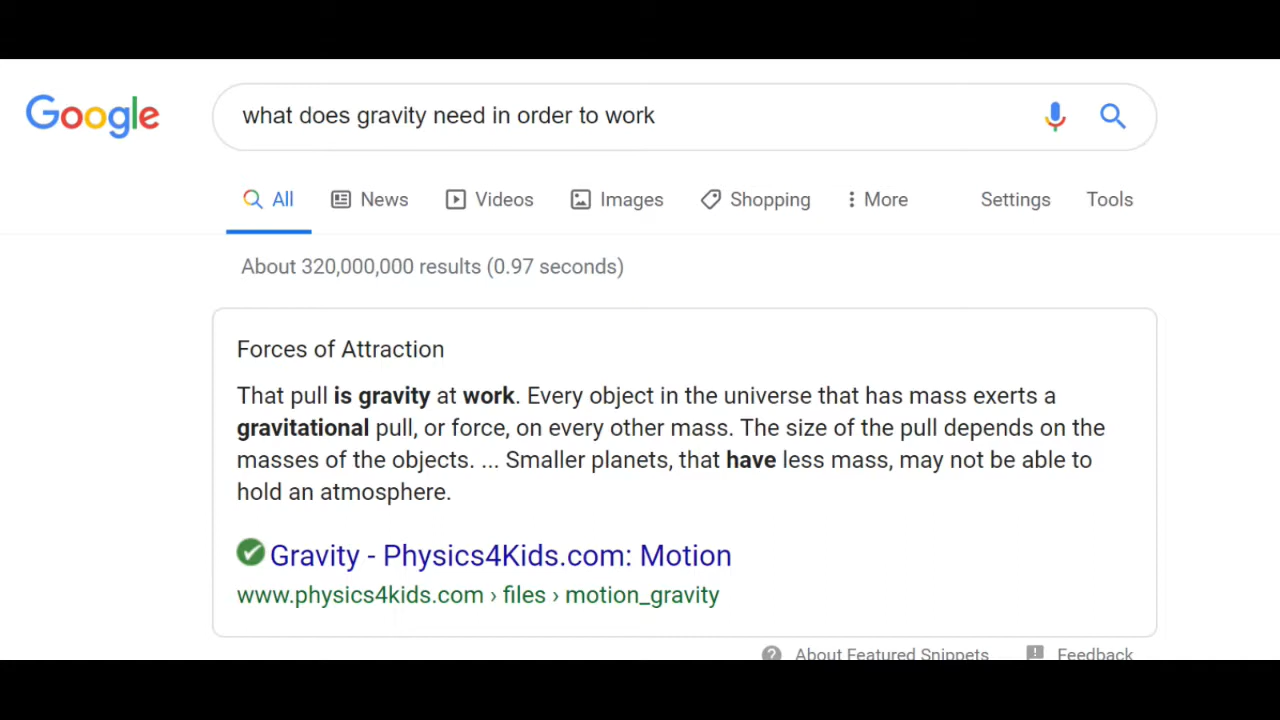 Google
what does gravity need in order to work
All News Videos Images Shopping More Settings Tools
About 320,000,000 results (0.97 seconds)
Forces of Attraction
That pull is gravity at work. Every object in the universe that has mass exerts a
gravitational pull, or force, on every other mass. The size of the pull depends on the
masses of the objects. ... Smaller planets, that have less mass, may not be able to
hold an atmosphere.
Gravity - Physics4Kids.com: Motion
www.physics4kids.com › files › motion_gravity
About Featured Snippets Feedback